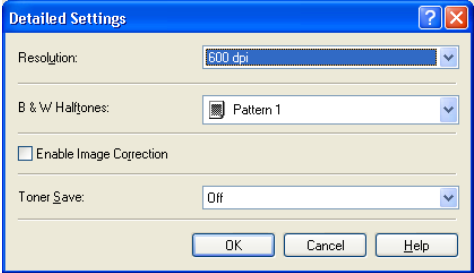 Detailed Settings
Resolution: 600 dpi
B & W Halftones: Pattern 1
Enable Image Correction
Toner Save: Off
OK Cancel Help